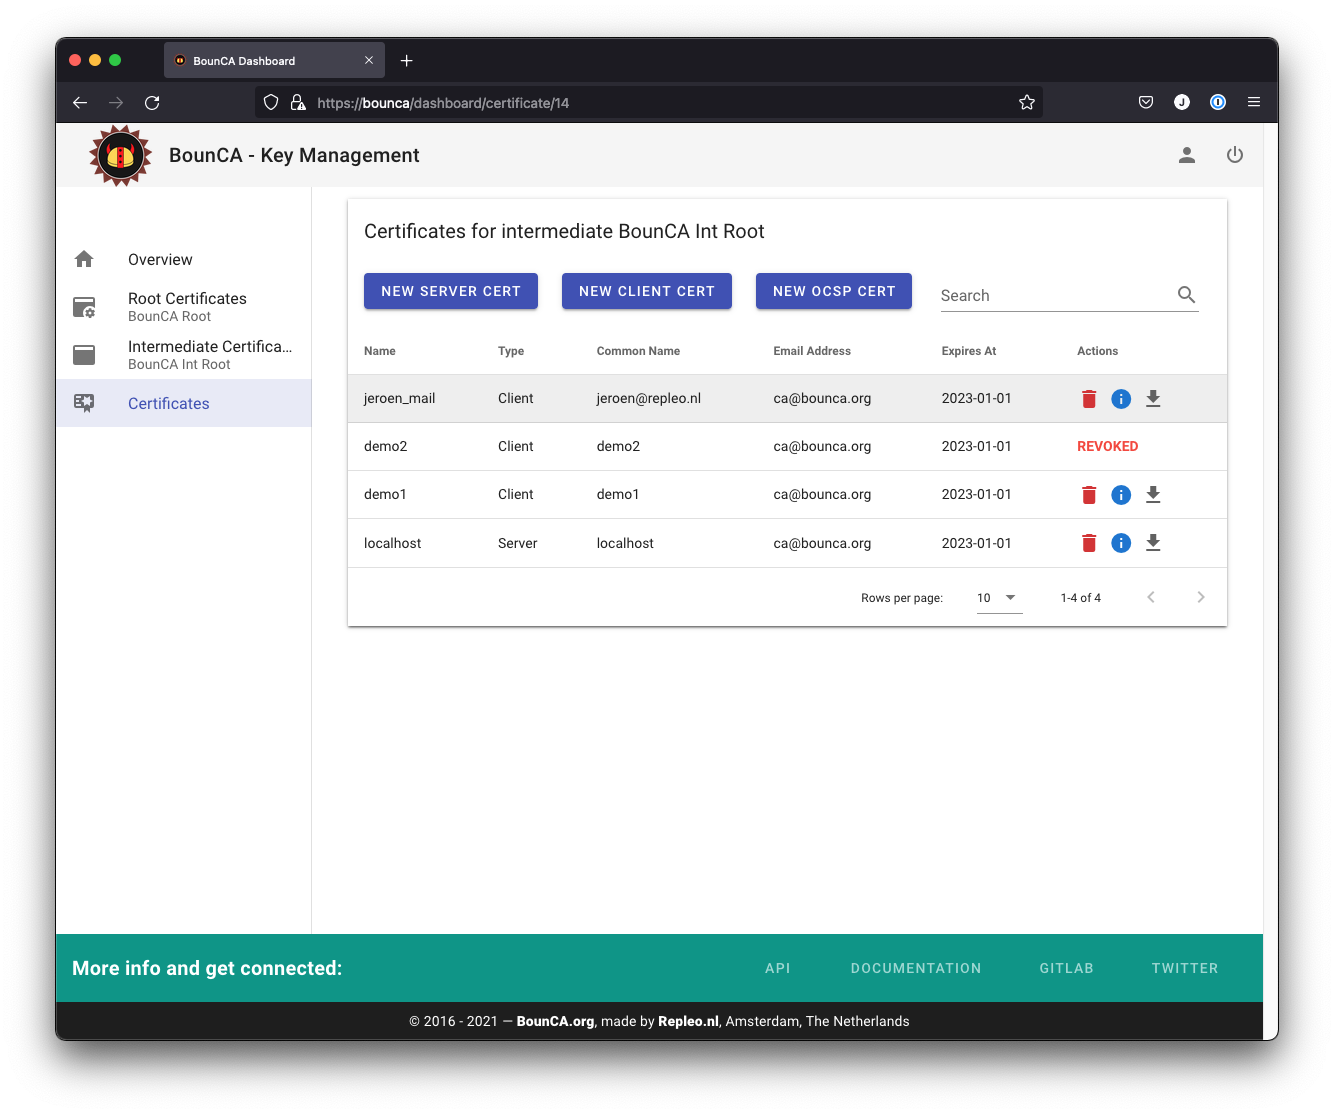 BounCA Dashboard
https://bounca/dashboard/certificate/14
J
BounCA - Key Management
Overview
Root Certificates
BounCA Root
Intermediate Certifica...
BounCA Int Root
Certificates
Certificates for intermediate BounCA Int Root
NEW SERVER CERT NEW CLIENT CERT NEW OCSP CERT Search
Name Type Common Name Email Address Expires At Actions
jeroen_mail Client jeroen@repleo.nl ca@bounca.org 2023-01-01
demo2 Client demo2 ca@bounca.org 2023-01-01 REVOKED
demo1 Client demo1 ca@bounca.org 2023-01-01
localhost Server localhost ca@bounca.org 2023-01-01
Rows per page: 10 1-4 of 4
More info and get connected: API DOCUMENTATION GITLAB TWITTER
© 2016 - 2021 — BounCA.org, made by Repleo.nl, Amsterdam, The Netherlands